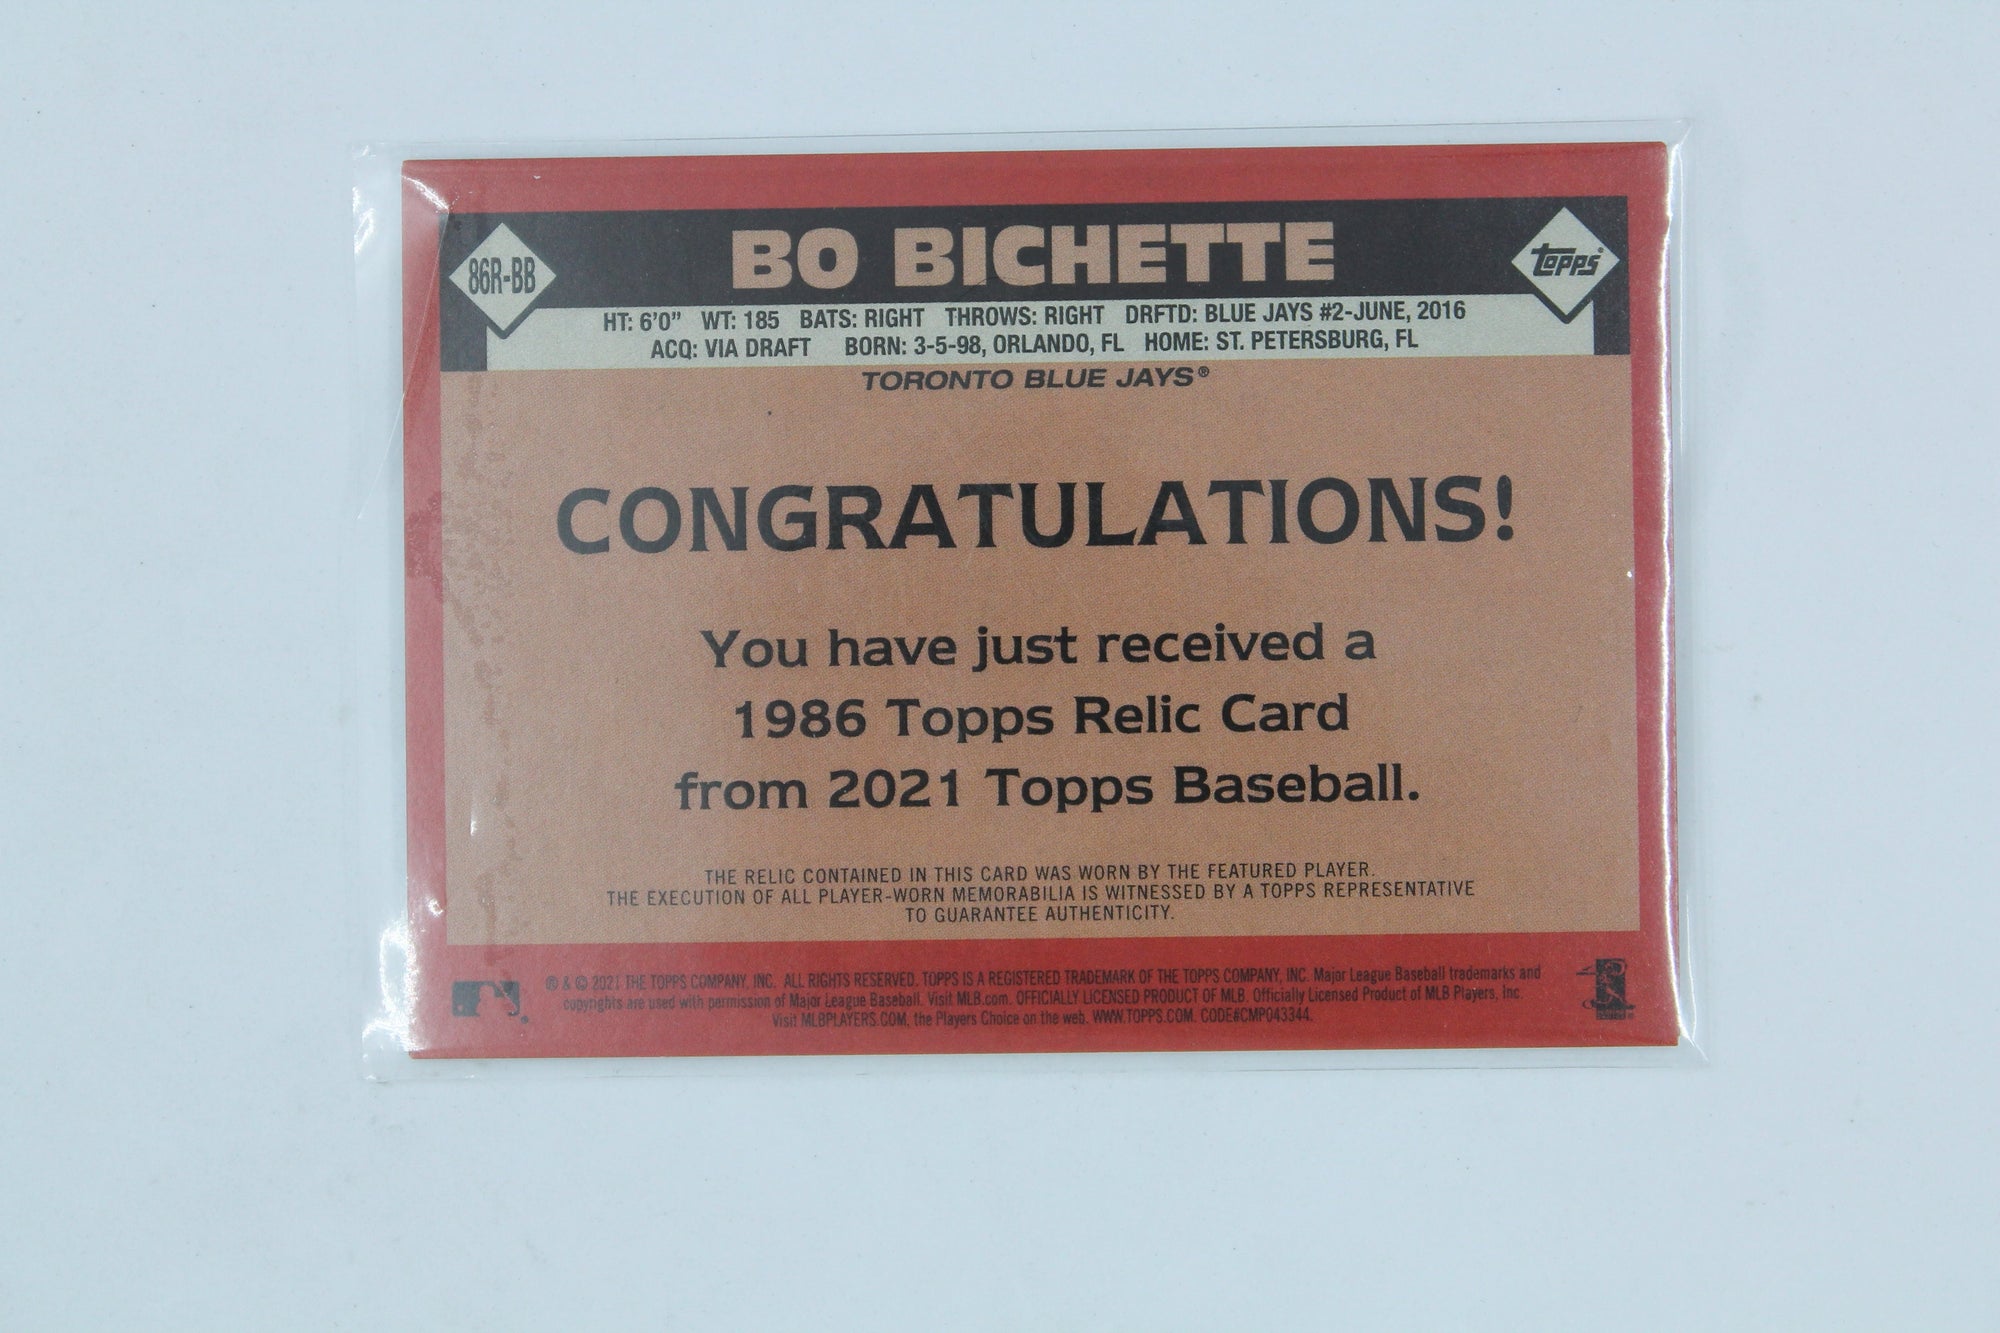 86R-BB
BO BICHETTE
Topps
HT: 6'0" WT: 185 BATS: RIGHT THROWS: RIGHT DRFTD: BLUE JAYS #2-JUNE, 2016
ACQ: VIA DRAFT BORN: 3-5-98, ORLANDO, FL HOME: ST. PETERSBURG, FL
TORONTO BLUE JAYS®
CONGRATULATIONS!
You have just received a
1986 Topps Relic Card
from 2021 Topps Baseball.
THE RELIC CONTAINED IN THIS CARD WAS WORN BY THE FEATURED PLAYER.
THE EXECUTION OF ALL PLAYER-WORN MEMORABILIA IS WITNESSED BY A TOPPS REPRESENTATIVE
TO GUARANTEE AUTHENTICITY.
® & © 2021 THE TOPPS COMPANY, INC. ALL RIGHTS RESERVED. TOPPS IS A REGISTERED TRADEMARK OF THE TOPPS COMPANY, INC. Major League Baseball trademarks and
copyrights are used with permission of Major League Baseball. Visit MLB.com. OFFICIALLY LICENSED PRODUCT OF MLB. Officially Licensed Product of MLB Players, Inc.
Visit MLBPLAYERS.COM, the Players Choice on the web. WWW.TOPPS.COM. CODE#CMP043344.